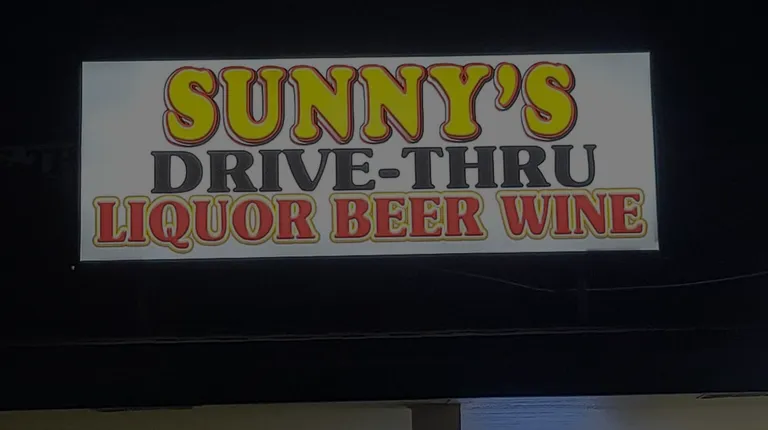 SUNNY'S
DRIVE-THRU
LIQUOR BEER WINE